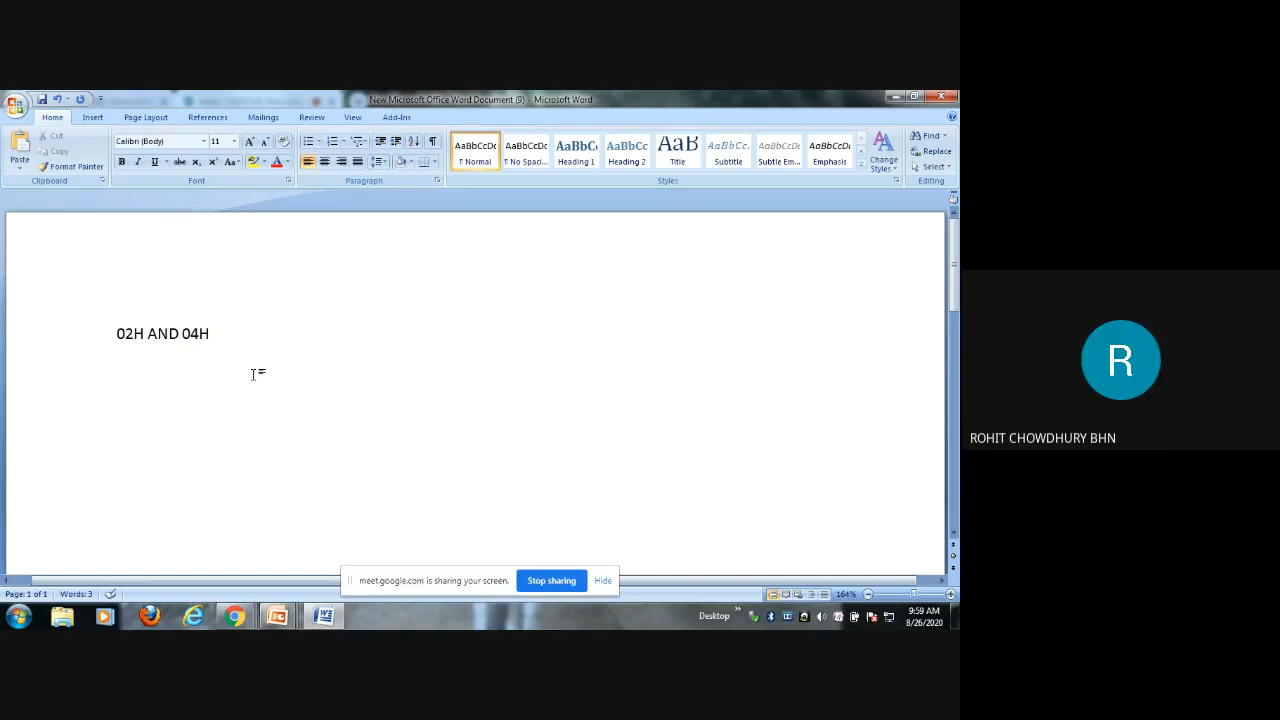 New Microsoft Office Word Document (9) - Microsoft Word
Home Insert Page Layout References Mailings Review View Add-Ins
Paste
Cut
Copy
Format Painter
Clipboard
Calibri (Body) 11
Font
Paragraph
AaBbCcDc AaBbCcDc AaBbC AaBbCc AaB AaBbCc. AaBbCcDc AaBbCcDc
¶ Normal ¶ No Spaci... Heading 1 Heading 2 Title Subtitle Subtle Em... Emphasis
Change Styles
Styles
Find
Replace
Select
Editing
02H AND 04H
meet.google.com is sharing your screen. Stop sharing Hide
Page: 1 of 1 Words: 3 164%
Desktop
9:59 AM
8/26/2020
R
ROHIT CHOWDHURY BHN